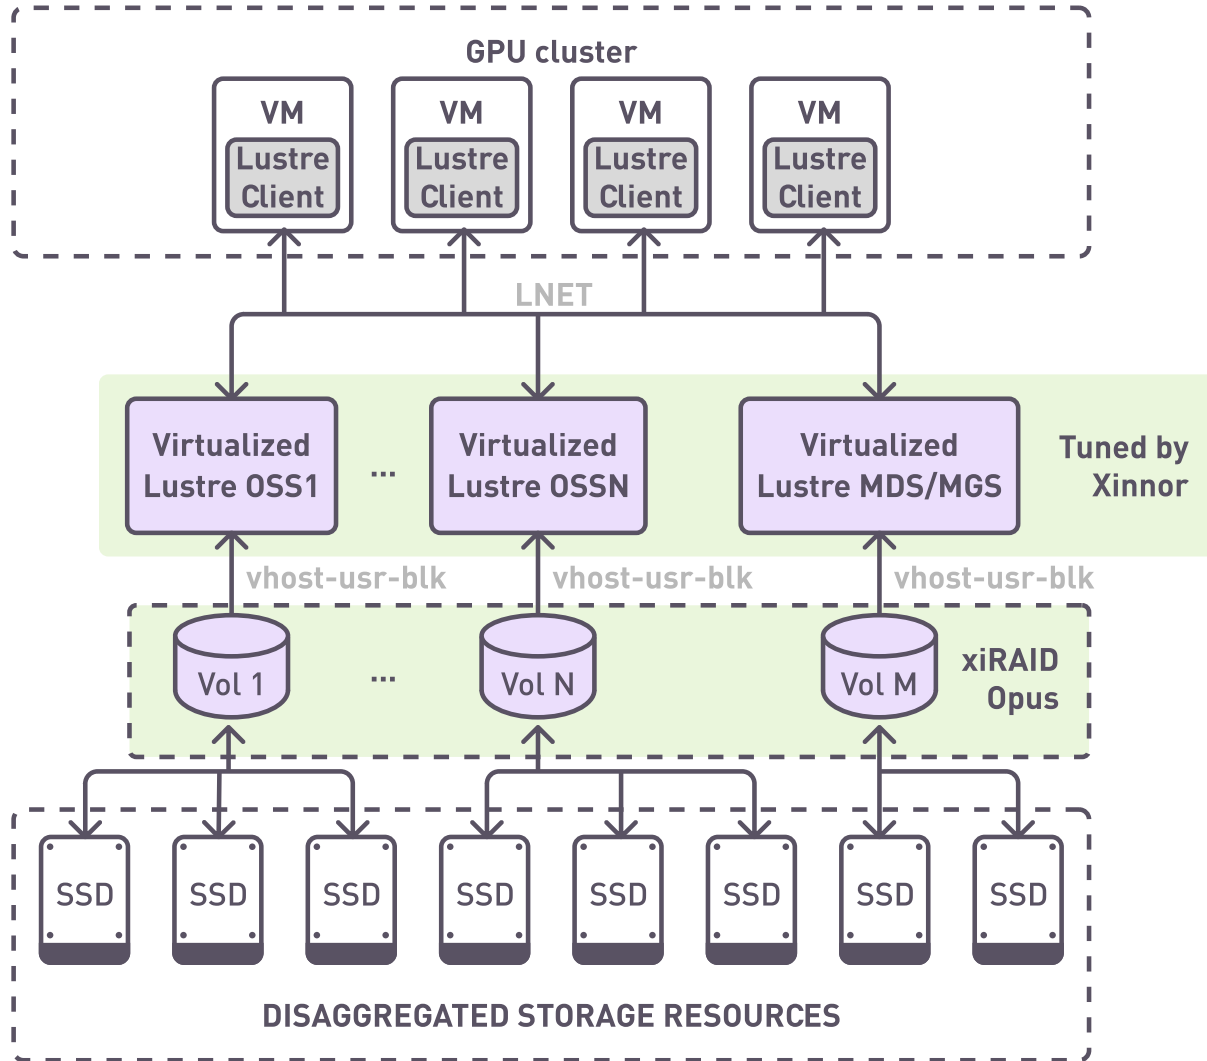 GPU cluster
VM
Lustre
Client
VM
Lustre
Client
VM
Lustre
Client
VM
Lustre
Client
LNET
Virtualized
Lustre OSS1
...
Virtualized
Lustre OSSN
Virtualized
Lustre MDS/MGS
Tuned by
Xinnor
vhost-usr-blk
vhost-usr-blk
vhost-usr-blk
Vol 1
...
Vol N
Vol M
xiRAID
Opus
SSD
SSD
SSD
SSD
SSD
SSD
SSD
SSD
DISAGGREGATED STORAGE RESOURCES